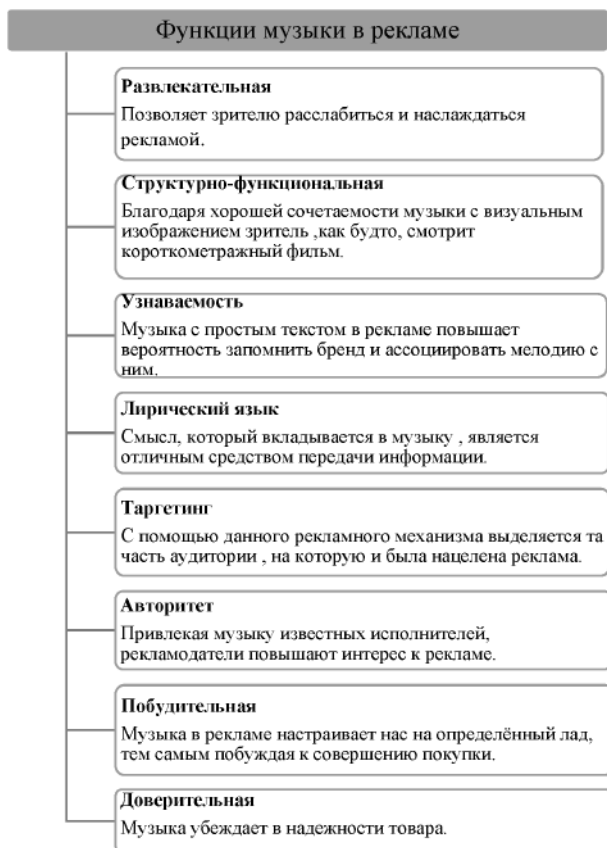 Функции музыки в рекламе
Развлекательная
Позволяет зрителю расслабиться и наслаждаться
рекламой.
Структурно-функциональная
Благодаря хорошей сочетаемости музыки с визуальным
изображением зритель ,как будто, смотрит
короткометражный фильм.
Узнаваемость
Музыка с простым текстом в рекламе повышает
вероятность запомнить бренд и ассоциировать мелодию с
ним.
Лирический язык
Смысл, который вкладывается в музыку , является
отличным средством передачи информации.
Таргетинг
С помощью данного рекламного механизма выделяется та
часть аудитории , на которую и была нацелена реклама.
Авторитет
Привлекая музыку известных исполнителей,
рекламодатели повышают интерес к рекламе.
Побудительная
Музыка в рекламе настраивает нас на определённый лад,
тем самым побуждая к совершению покупки.
Доверительная
Музыка убеждает в надежности товара.